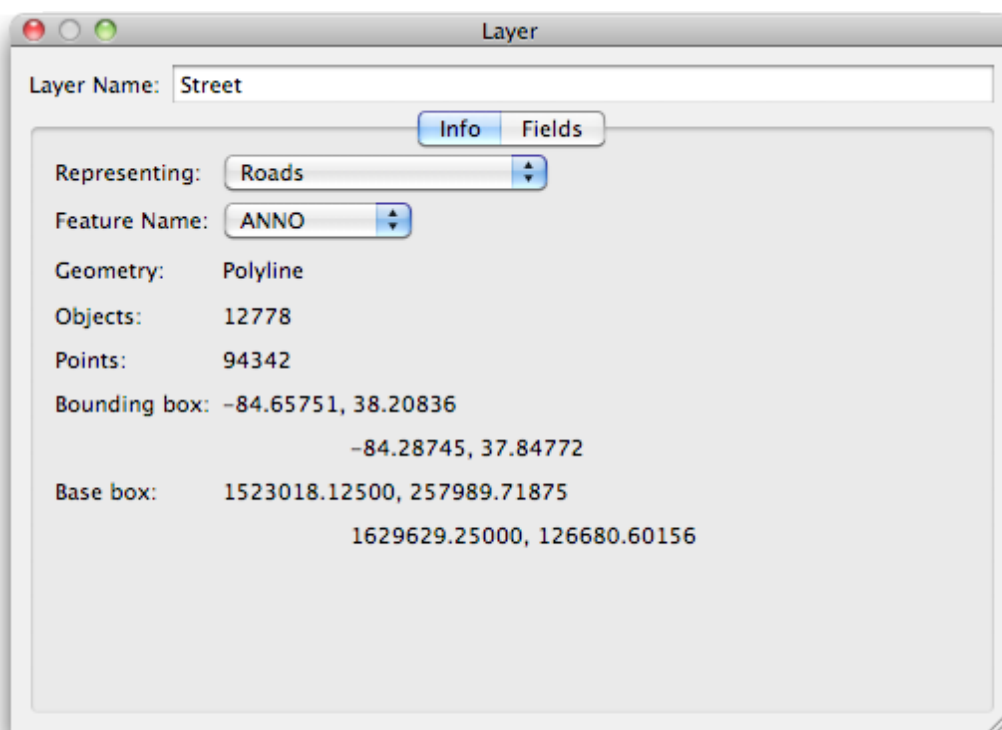 Layer
Layer Name: Street
Info Fields
Representing: Roads
Feature Name: ANNO
Geometry: Polyline
Objects: 12778
Points: 94342
Bounding box: -84.65751, 38.20836
-84.28745, 37.84772
Base box: 1523018.12500, 257989.71875
1629629.25000, 126680.60156